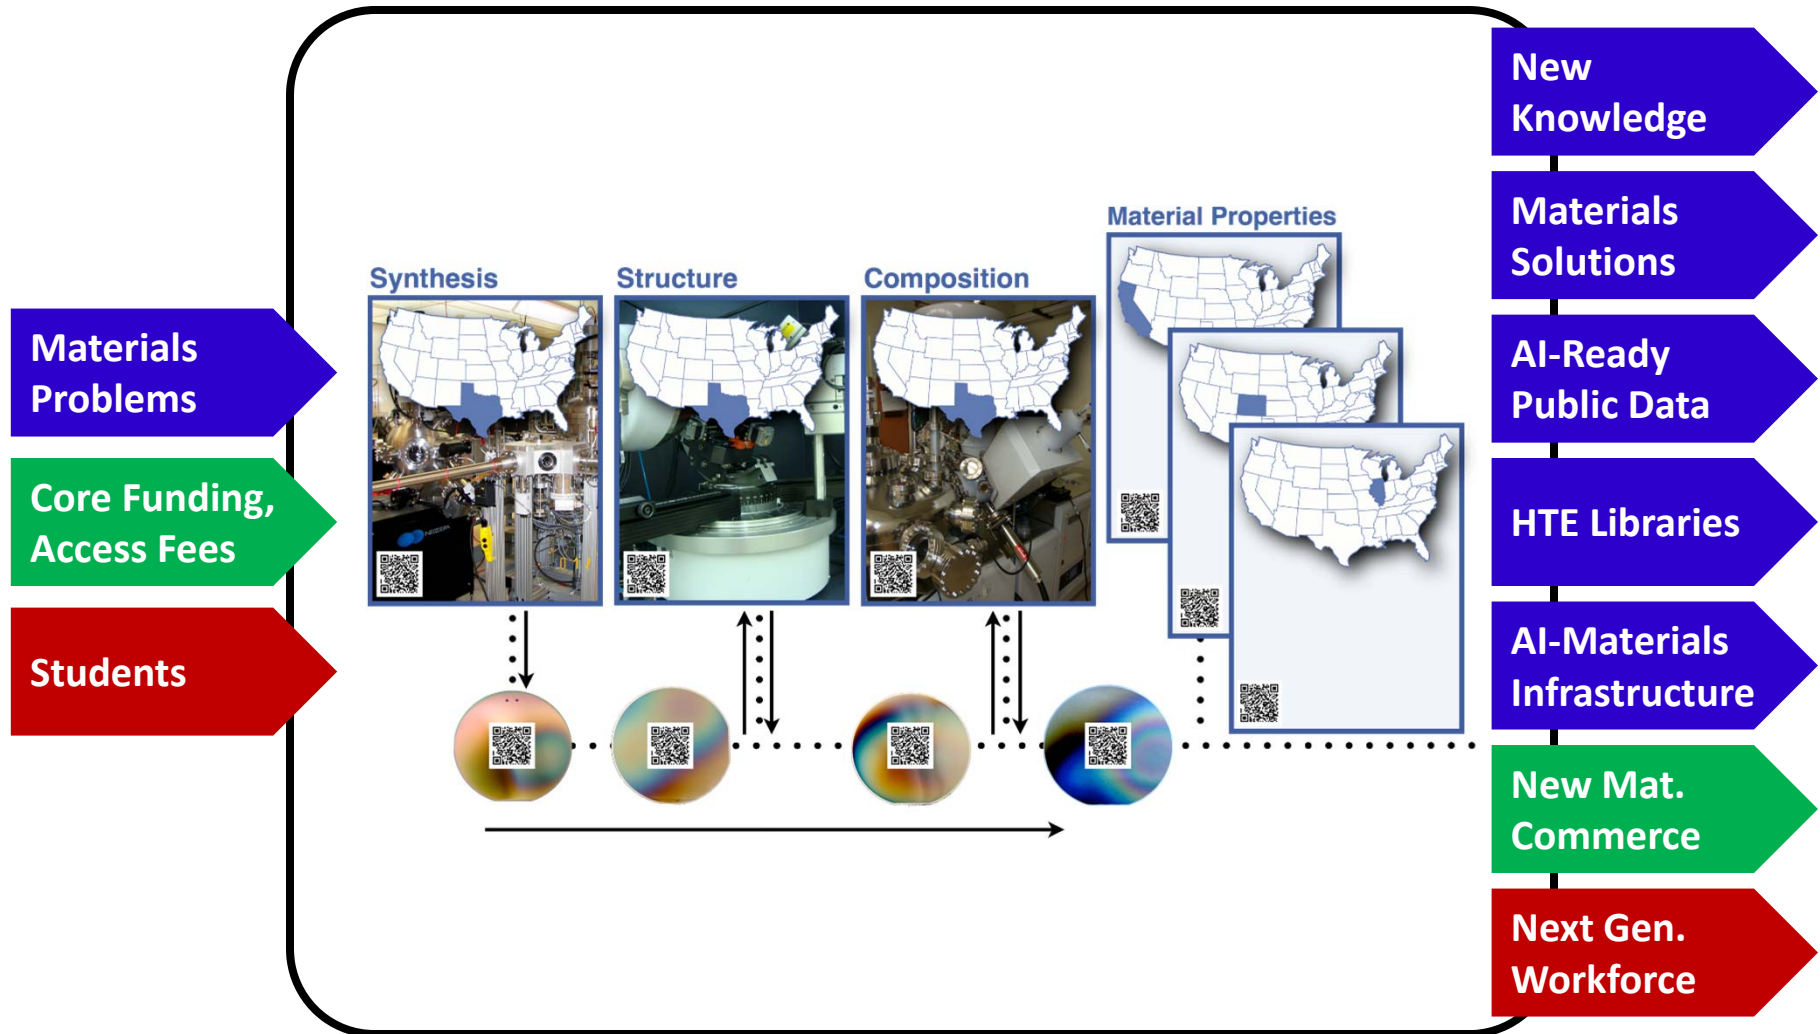 Materials
Problems
Core Funding,
Access Fees
Students
Synthesis
Structure
Composition
Material Properties
New
Knowledge
Materials
Solutions
AI-Ready
Public Data
HTE Libraries
AI-Materials
Infrastructure
New Mat.
Commerce
Next Gen.
Workforce